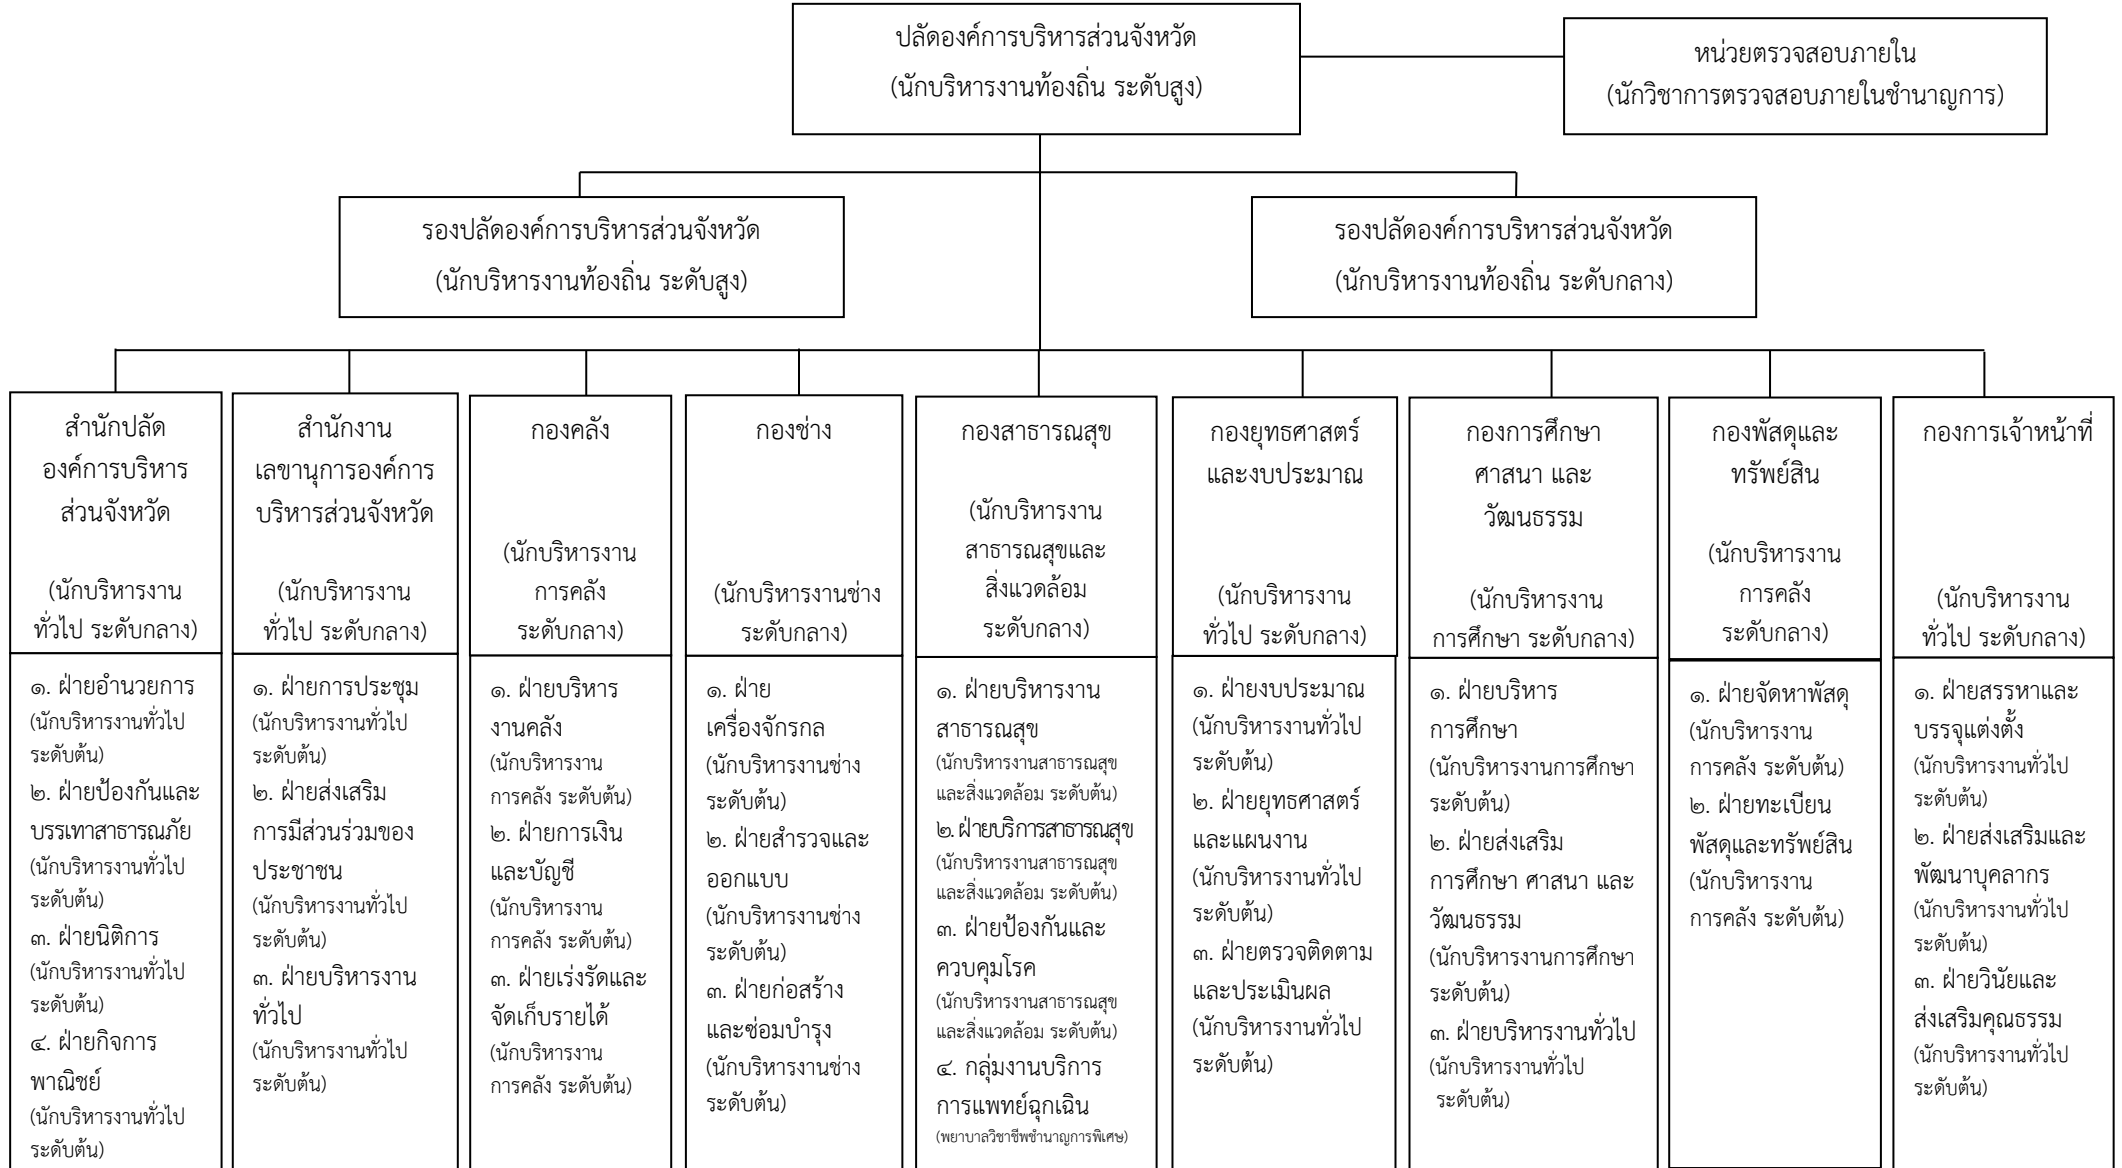 ปลัดองค์การบริหารส่วนจังหวัด
(นักบริหารงานท้องถิ่น ระดับสูง)
หน่วยตรวจสอบภายใน
(นักวิชาการตรวจสอบภายในชำนาญการ)
รองปลัดองค์การบริหารส่วนจังหวัด
(นักบริหารงานท้องถิ่น ระดับสูง)
รองปลัดองค์การบริหารส่วนจังหวัด
(นักบริหารงานท้องถิ่น ระดับกลาง)
สำนักปลัด
องค์การบริหาร
ส่วนจังหวัด
(นักบริหารงาน
ทั่วไป ระดับกลาง)
๑. ฝ่ายอำนวยการ
(นักบริหารงานทั่วไป
ระดับต้น)
๒. ฝ่ายป้องกันและ
บรรเทาสาธารณภัย
(นักบริหารงานทั่วไป
ระดับต้น)
๓. ฝ่ายนิติการ
(นักบริหารงานทั่วไป
ระดับต้น)
๔. ฝ่ายกิจการ
พาณิชย์
(นักบริหารงานทั่วไป
ระดับต้น)
สำนักงาน
เลขานุการองค์การ
บริหารส่วนจังหวัด
(นักบริหารงาน
ทั่วไป ระดับกลาง)
๑. ฝ่ายการประชุม
(นักบริหารงานทั่วไป
ระดับต้น)
๒. ฝ่ายส่งเสริม
การมีส่วนร่วมของ
ประชาชน
(นักบริหารงานทั่วไป
ระดับต้น)
๓. ฝ่ายบริหารงาน
ทั่วไป
(นักบริหารงานทั่วไป
ระดับต้น)
กองคลัง
(นักบริหารงาน
การคลัง
ระดับกลาง)
๑. ฝ่ายบริหาร
งานคลัง
(นักบริหารงาน
การคลัง ระดับต้น)
๒. ฝ่ายการเงิน
และบัญชี
(นักบริหารงาน
การคลัง ระดับต้น)
๓. ฝ่ายเร่งรัดและ
จัดเก็บรายได้
(นักบริหารงาน
การคลัง ระดับต้น)
กองช่าง
(นักบริหารงานช่าง
ระดับกลาง)
๑. ฝ่าย
เครื่องจักรกล
(นักบริหารงานช่าง
ระดับต้น)
๒. ฝ่ายสำรวจและ
ออกแบบ
(นักบริหารงานช่าง
ระดับต้น)
๓. ฝ่ายก่อสร้าง
และซ่อมบำรุง
(นักบริหารงานช่าง
ระดับต้น)
กองสาธารณสุข
(นักบริหารงาน
สาธารณสุขและ
สิ่งแวดล้อม
ระดับกลาง)
๑. ฝ่ายบริหารงาน
สาธารณสุข
(นักบริหารงานสาธารณสุข
และสิ่งแวดล้อม ระดับต้น)
๒. ฝ่ายบริการสาธารณสุข
(นักบริหารงานสาธารณสุข
และสิ่งแวดล้อม ระดับต้น)
๓. ฝ่ายป้องกันและ
ควบคุมโรค
(นักบริหารงานสาธารณสุข
และสิ่งแวดล้อม ระดับต้น)
๔. กลุ่มงานบริการ
การแพทย์ฉุกเฉิน
(พยาบาลวิชาชีพชำนาญการพิเศษ)
กองยุทธศาสตร์
และงบประมาณ
(นักบริหารงาน
ทั่วไป ระดับกลาง)
๑. ฝ่ายงบประมาณ
(นักบริหารงานทั่วไป
ระดับต้น)
๒. ฝ่ายยุทธศาสตร์
และแผนงาน
(นักบริหารงานทั่วไป
ระดับต้น)
๓. ฝ่ายตรวจติดตาม
และประเมินผล
(นักบริหารงานทั่วไป
ระดับต้น)
กองการศึกษา
ศาสนา และ
วัฒนธรรม
(นักบริหารงาน
การศึกษา ระดับกลาง)
๑. ฝ่ายบริหาร
การศึกษา
(นักบริหารงานการศึกษา
ระดับต้น)
๒. ฝ่ายส่งเสริม
การศึกษา ศาสนา และ
วัฒนธรรม
(นักบริหารงานการศึกษา
ระดับต้น)
๓. ฝ่ายบริหารงานทั่วไป
(นักบริหารงานทั่วไป
ระดับต้น)
กองพัสดุและ
ทรัพย์สิน
(นักบริหารงาน
การคลัง
ระดับกลาง)
๑. ฝ่ายจัดหาพัสดุ
(นักบริหารงาน
การคลัง ระดับต้น)
๒. ฝ่ายทะเบียน
พัสดุและทรัพย์สิน
(นักบริหารงาน
การคลัง ระดับต้น)
กองการเจ้าหน้าที่
(นักบริหารงาน
ทั่วไป ระดับกลาง)
๑. ฝ่ายสรรหาและ
บรรจุแต่งตั้ง
(นักบริหารงานทั่วไป
ระดับต้น)
๒. ฝ่ายส่งเสริมและ
พัฒนาบุคลากร
(นักบริหารงานทั่วไป
ระดับต้น)
๓. ฝ่ายวินัยและ
ส่งเสริมคุณธรรม
(นักบริหารงานทั่วไป
ระดับต้น)